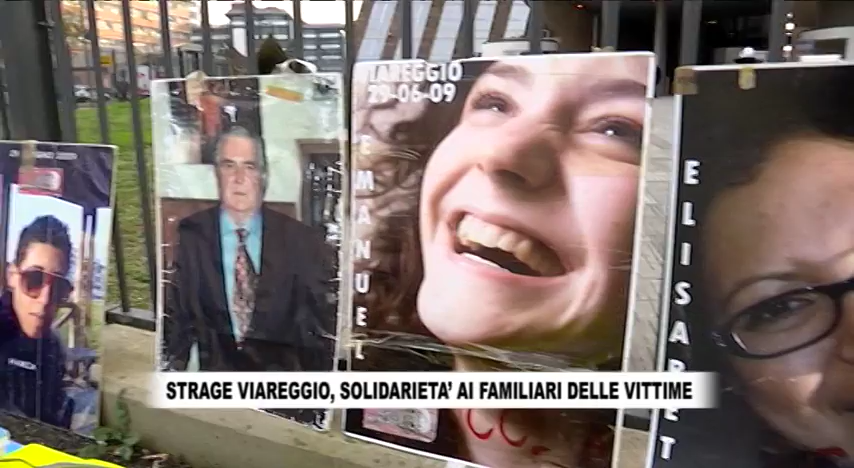 VIAREGGIO
29-06-09
EMANUEL
ELISABET
STRAGE VIAREGGIO, SOLIDARIETA' AI FAMILIARI DELLE VITTIME